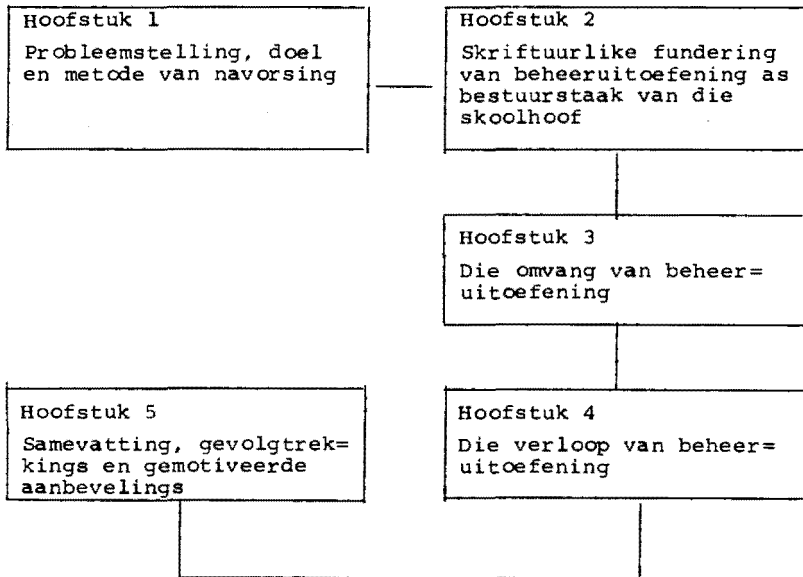 Hoofstuk 1
Probleemstelling, doel
en metode van navorsing
Hoofstuk 2
Skriftuurlike fundering
van beheeruitoefening as
bestuurstaak van die
skoolhoof
Hoofstuk 3
Die omvang van beheer=
uitoefening
Hoofstuk 4
Die verloop van beheer=
uitoefening
Hoofstuk 5
Samevatting, gevolgtrek=
kings en gemotiveerde
aanbevelings